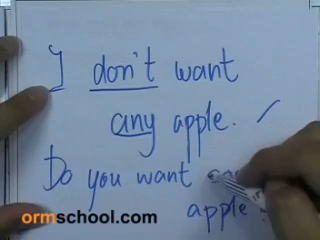 I don't want
any apple.
Do you want
apple
ormschool.com